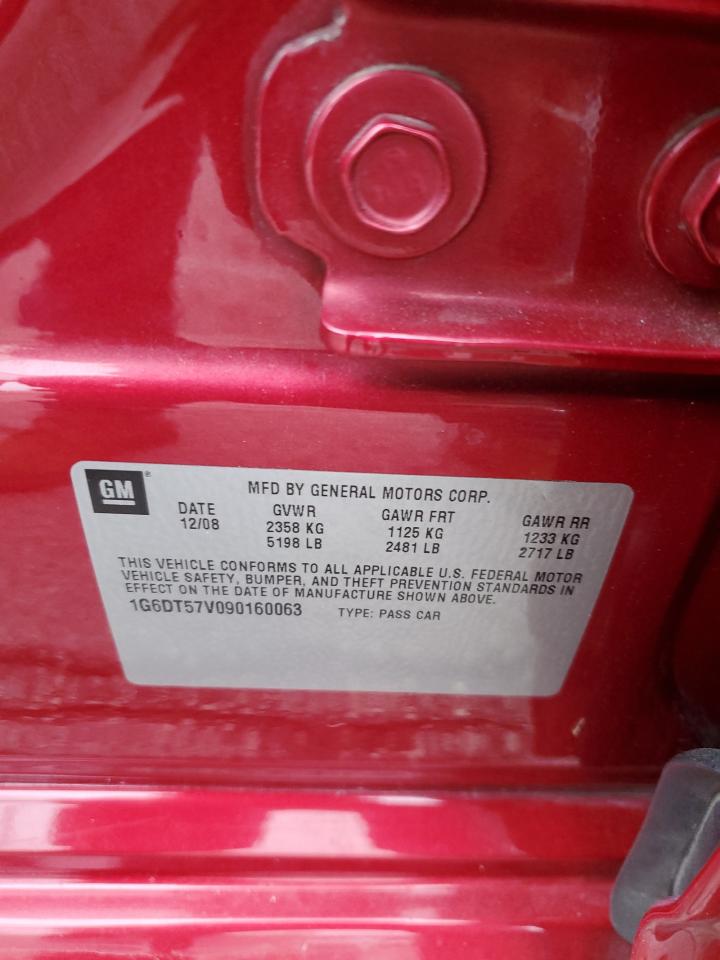 GM® MFD BY GENERAL MOTORS CORP.
DATE GVWR GAWR FRT GAWR RR
12/08 2358 KG 1125 KG 1233 KG
5198 LB 2481 LB 2717 LB
THIS VEHICLE CONFORMS TO ALL APPLICABLE U.S. FEDERAL MOTOR
VEHICLE SAFETY, BUMPER, AND THEFT PREVENTION STANDARDS IN
EFFECT ON THE DATE OF MANUFACTURE SHOWN ABOVE.
1G6DT57V090160063 TYPE: PASS CAR